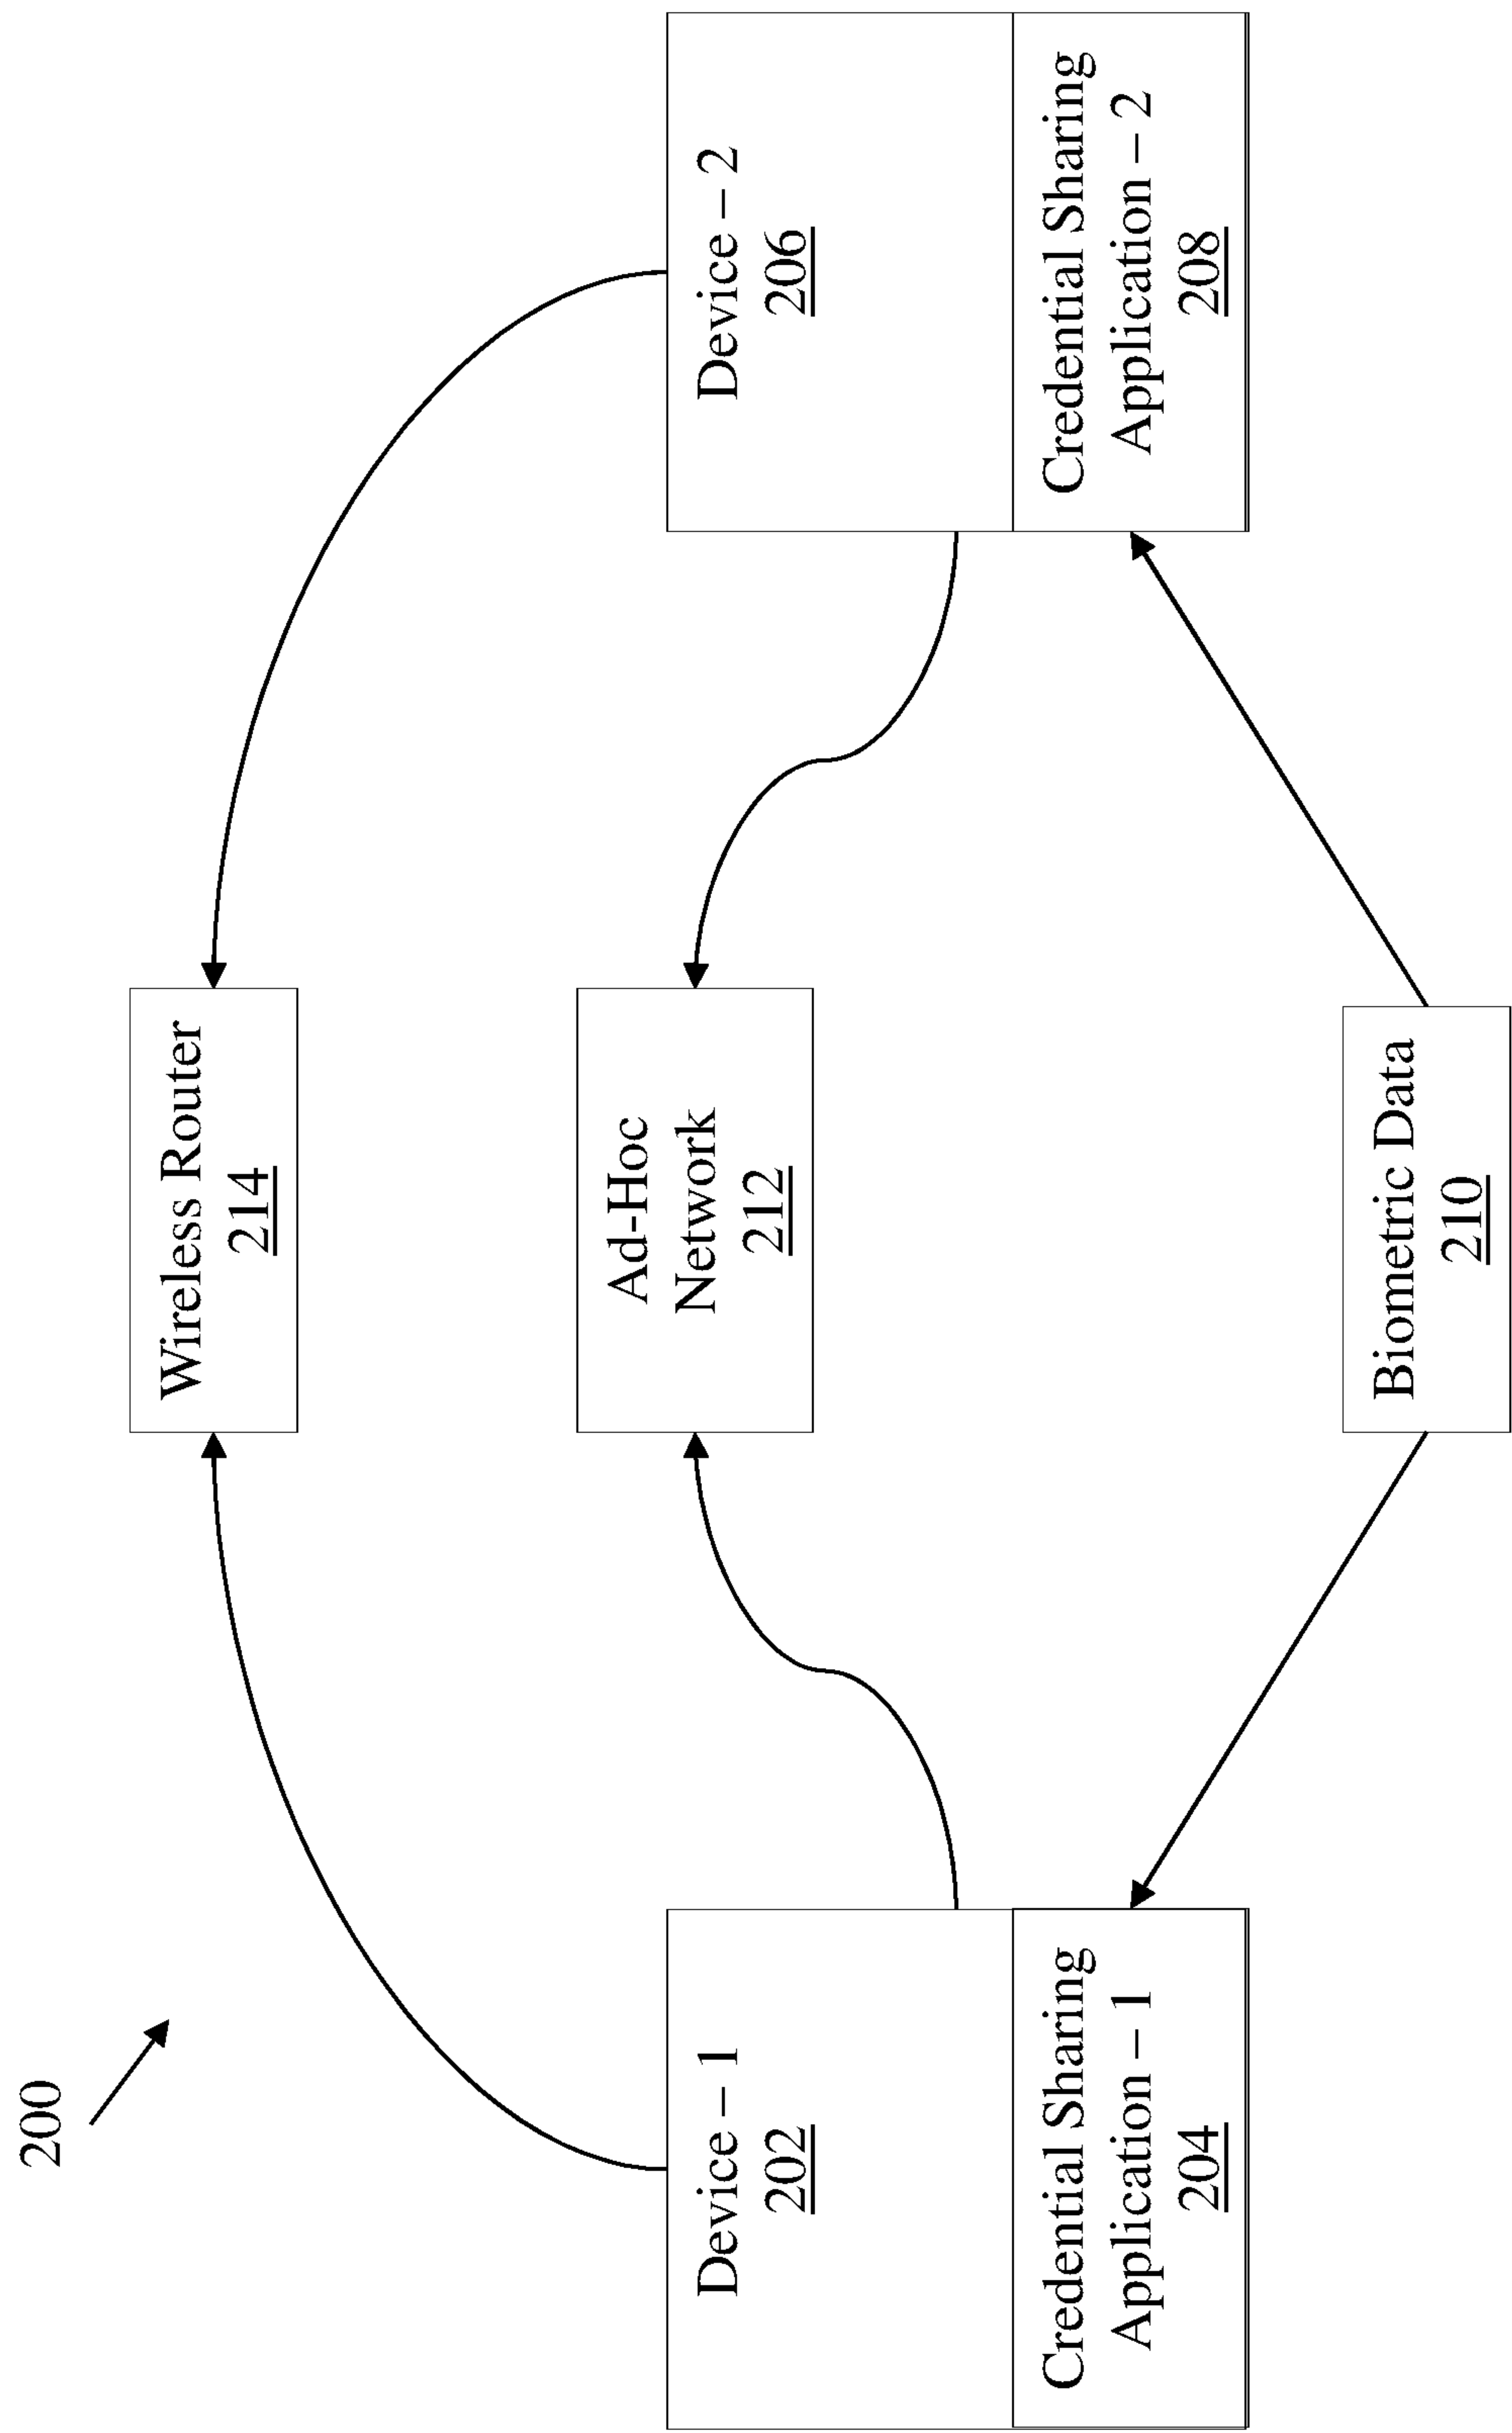 200
Wireless Router
214
Device – 1
202
Ad-Hoc
Network
212
Device – 2
206
Credential Sharing
Application – 1
204
Credential Sharing
Application – 2
208
Biometric Data
210